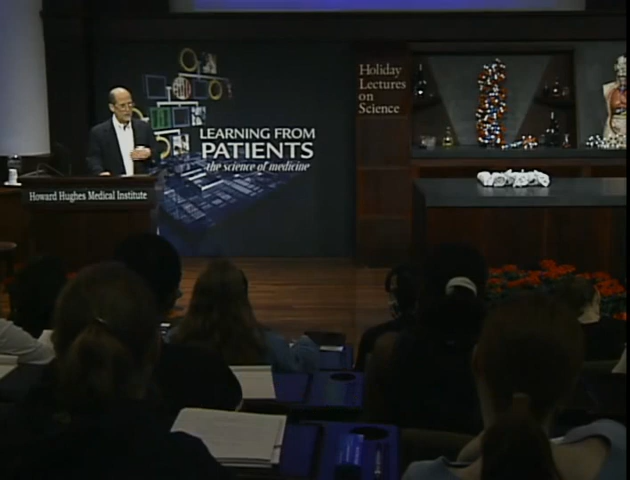 Holiday
Lectures
on
Science
LEARNING FROM
PATIENTS
the science of medicine
Howard Hughes Medical Institute